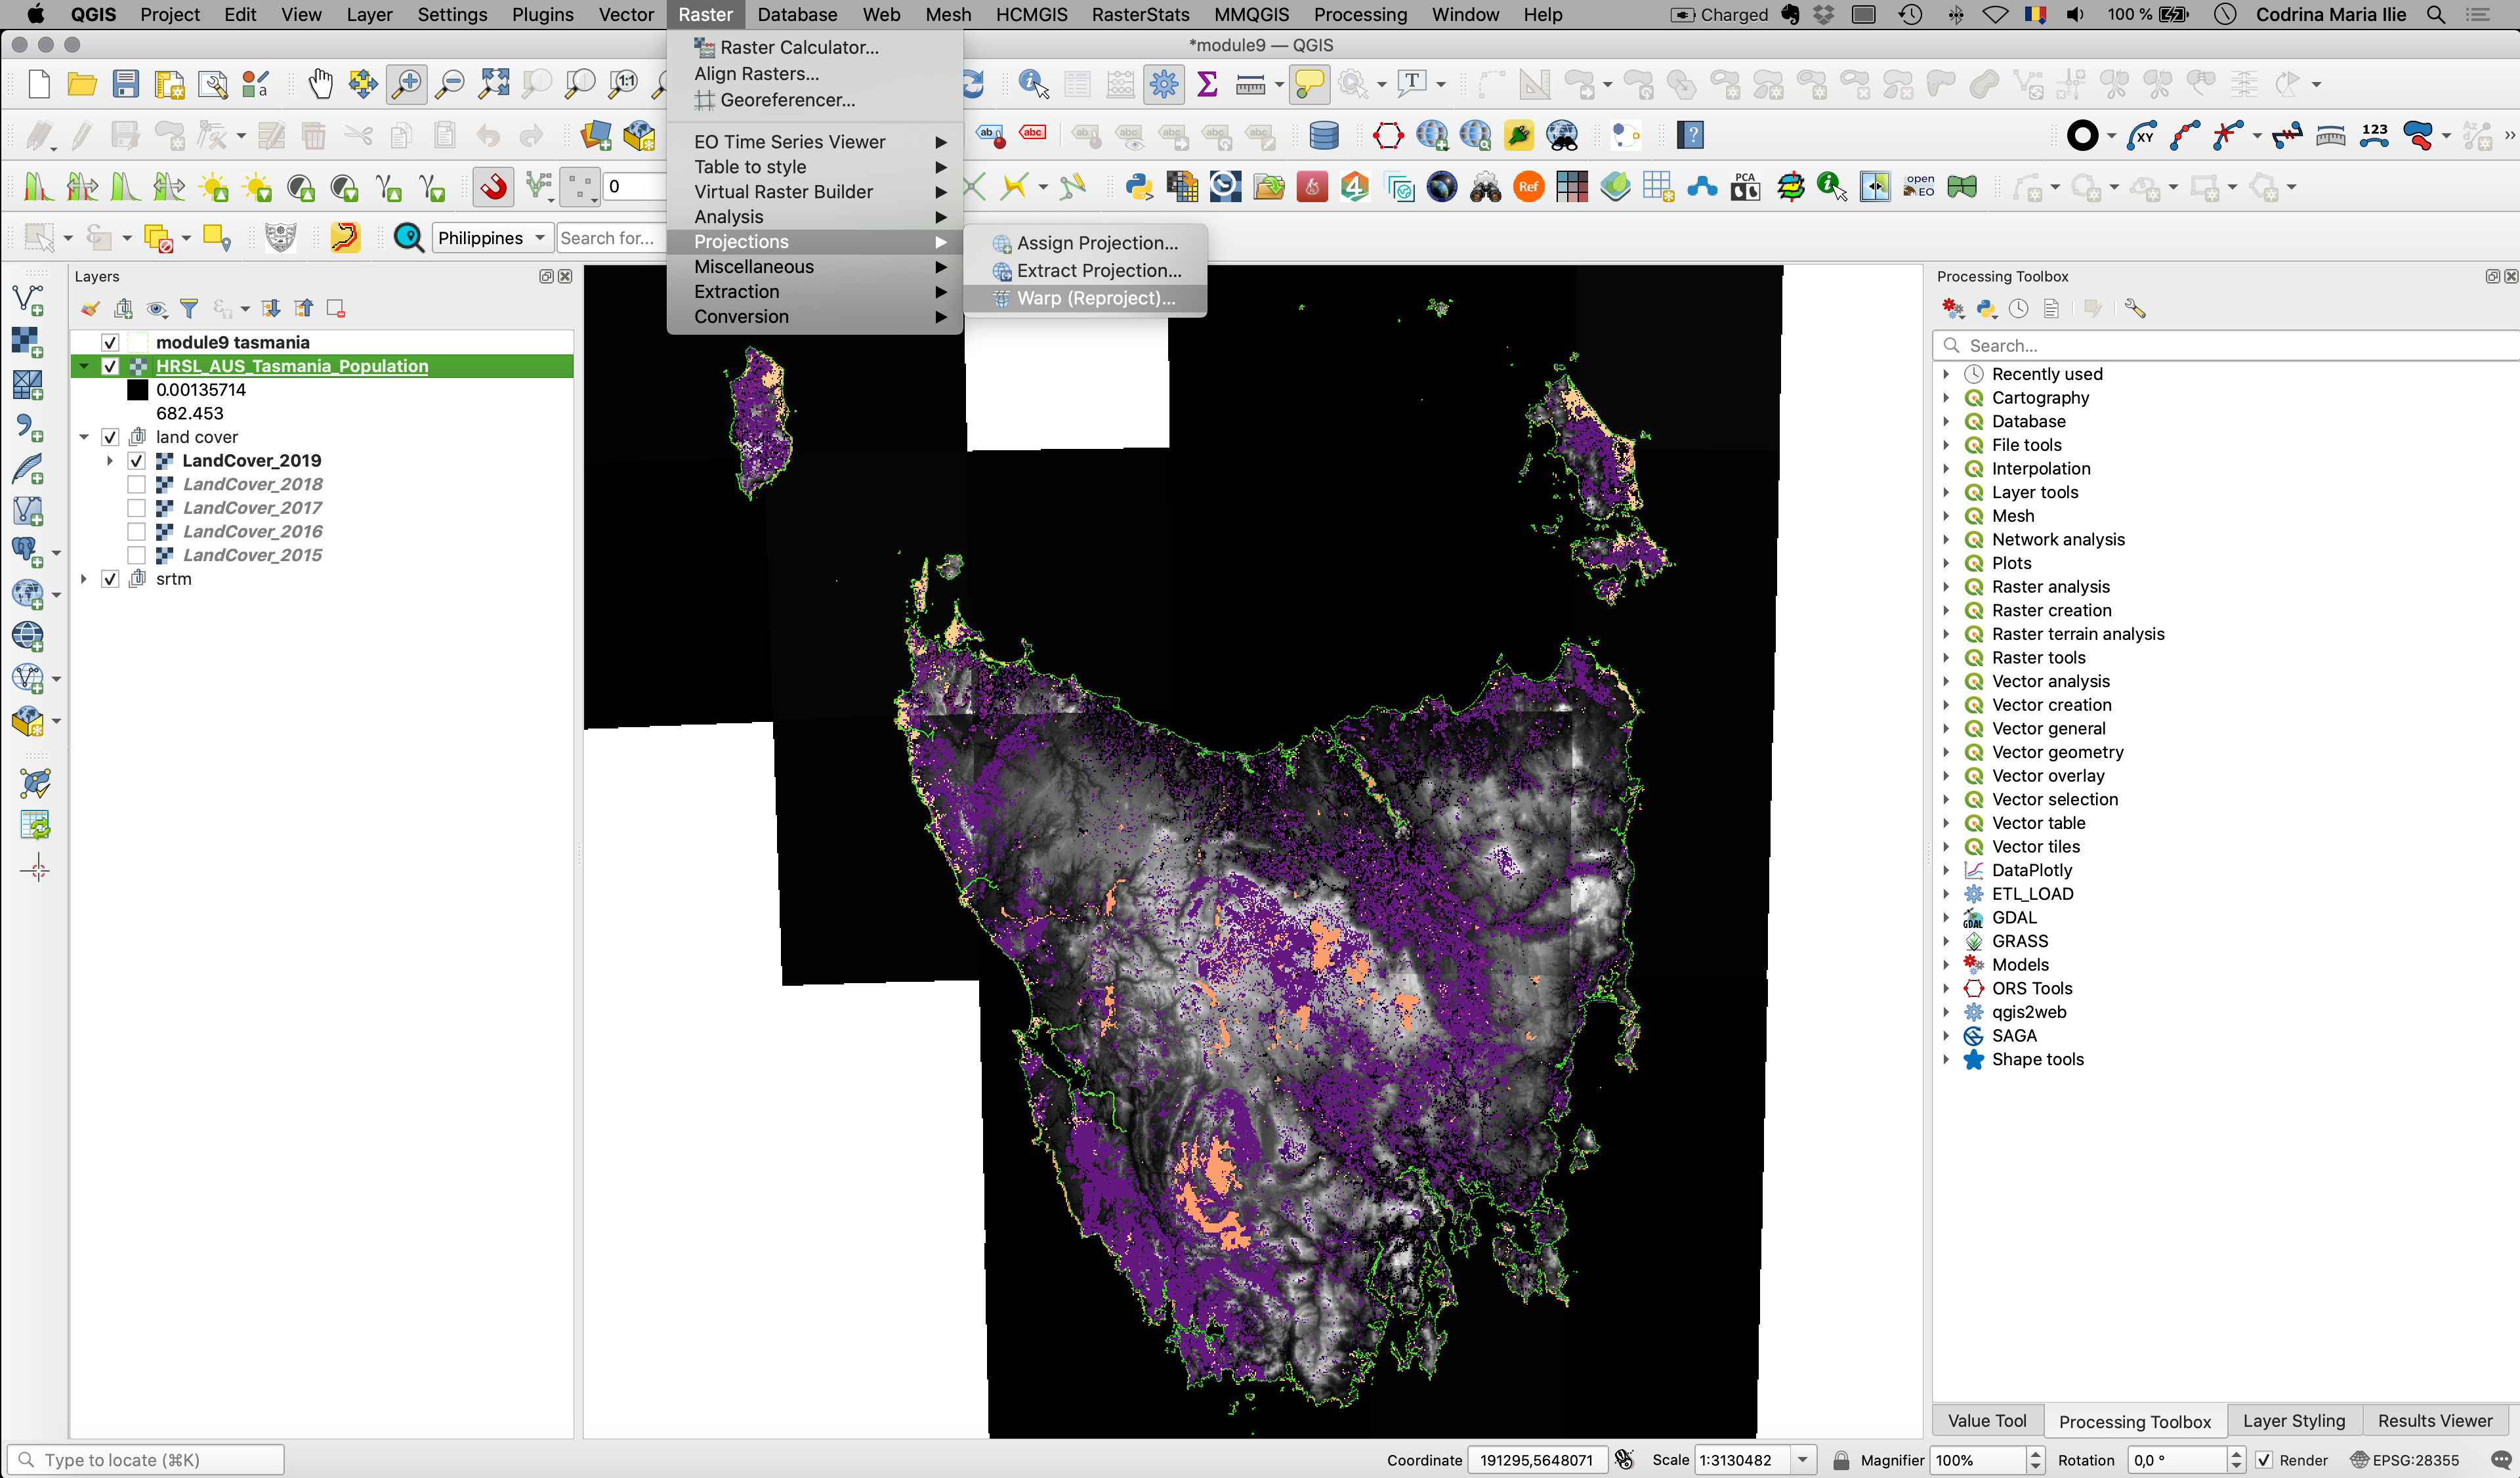 QGIS Project Edit View Layer Settings Plugins Vector Raster Database Web Mesh HCMGIS RasterStats MMQGIS Processing Window Help Charged 100 % Codrina Maria Ilie
*module9 — QGIS
Raster Calculator...
Align Rasters...
Georeferencer...
EO Time Series Viewer
Table to style
Virtual Raster Builder
Analysis
Projections
Miscellaneous
Extraction
Conversion
Assign Projection...
Extract Projection...
Warp (Reproject)...
1:1
T
ab
abc
XY
123
0
Ref
PCA
open
EO
Philippines
Search for...
Layers
module9 tasmania
HRSL_AUS_Tasmania_Population
0.00135714
682.453
land cover
LandCover_2019
LandCover_2018
LandCover_2017
LandCover_2016
LandCover_2015
srtm
Processing Toolbox
Search...
Recently used
Cartography
Database
File tools
Interpolation
Layer tools
Mesh
Network analysis
Plots
Raster analysis
Raster creation
Raster terrain analysis
Raster tools
Vector analysis
Vector creation
Vector general
Vector geometry
Vector overlay
Vector selection
Vector table
Vector tiles
DataPlotly
ETL_LOAD
GDAL
GRASS
Models
ORS Tools
qgis2web
SAGA
Shape tools
Value Tool Processing Toolbox Layer Styling Results Viewer
Type to locate (⌘K) Coordinate 191295,5648071 Scale 1:3130482 Magnifier 100% Rotation 0,0 ° Render EPSG:28355